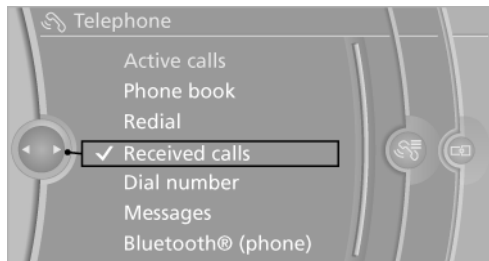 Telephone
Active calls
Phone book
Redial
Received calls
Dial number
Messages
Bluetooth® (phone)